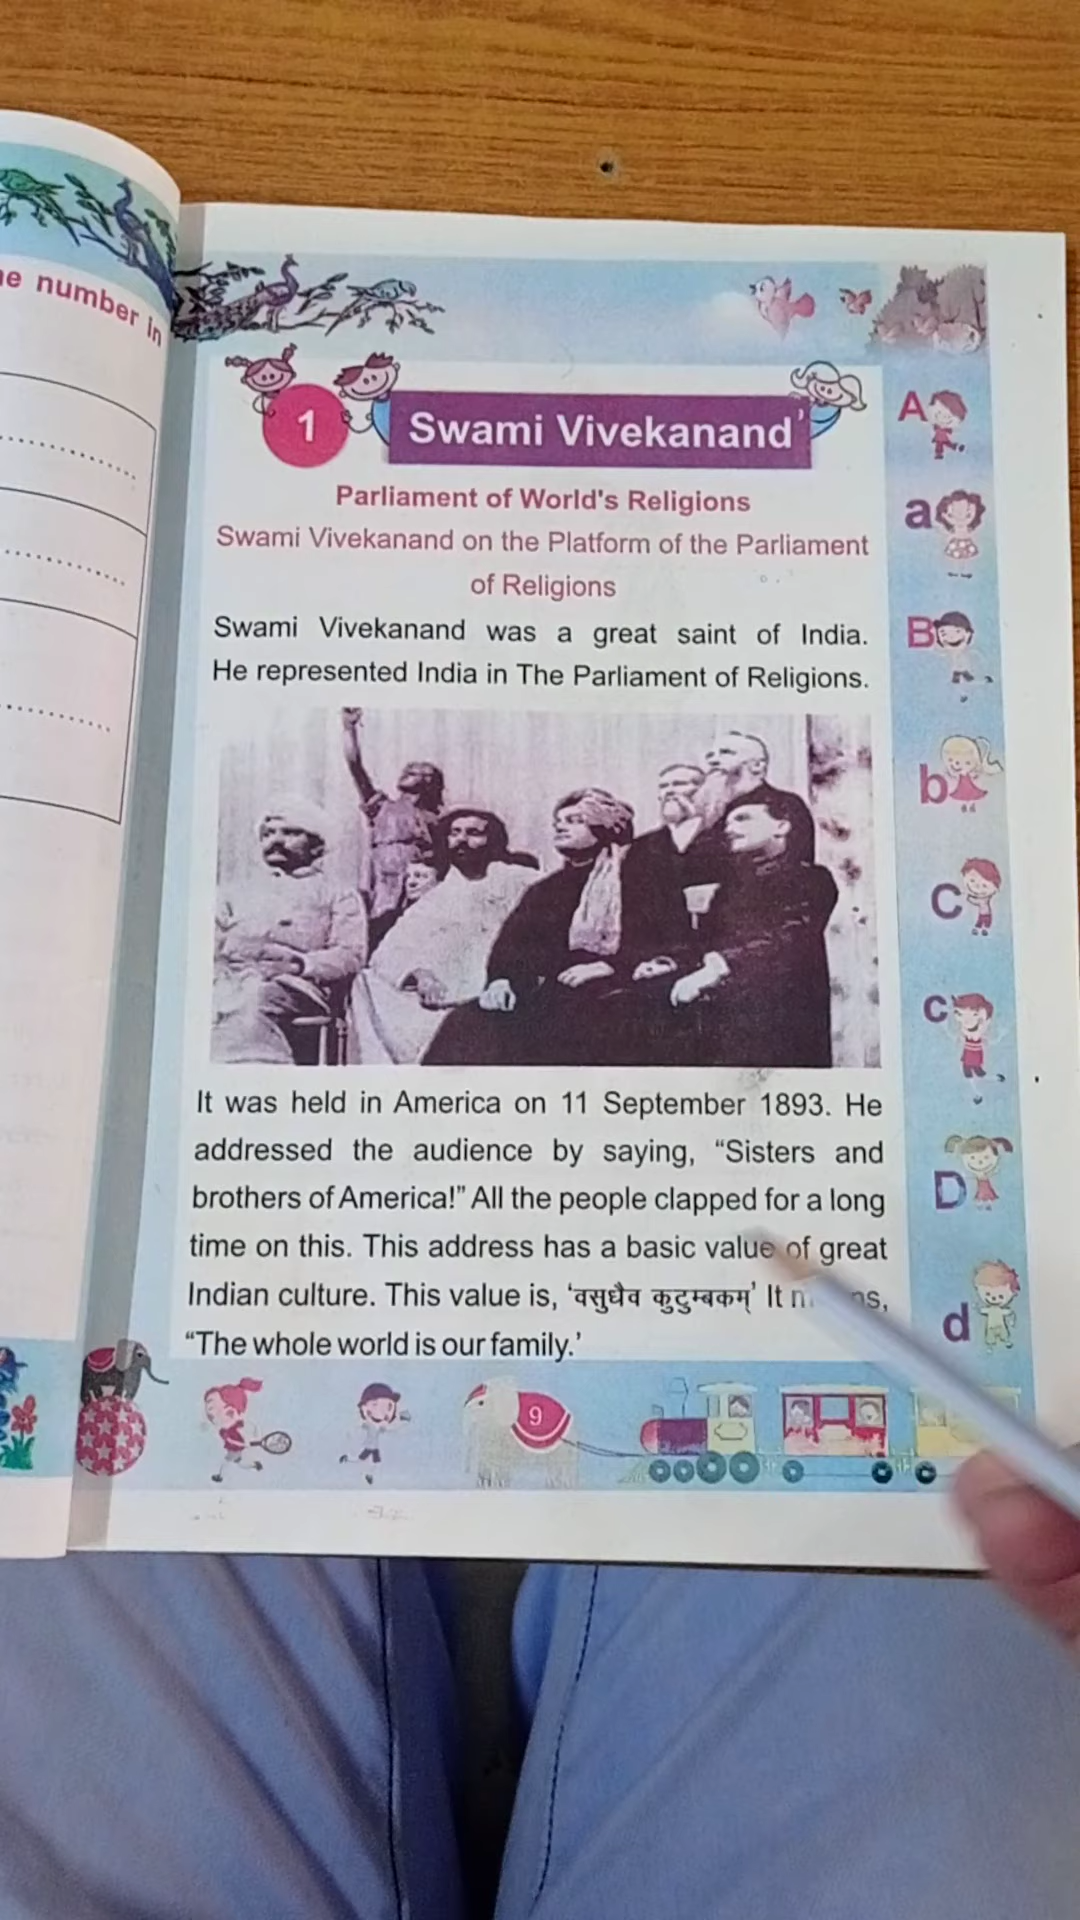 he number in
1
Swami Vivekanand
Parliament of World's Religions
Swami Vivekanand on the Platform of the Parliament
of Religions
Swami Vivekanand was a great saint of India.
He represented India in The Parliament of Religions.
It was held in America on 11 September 1893. He
addressed the audience by saying, “Sisters and
brothers of America!” All the people clapped for a long
time on this. This address has a basic value of great
Indian culture. This value is, ‘वसुधैव कुटुम्बकम्’ It
“The whole world is our family.’
9
A
a
B
b
C
c
D
d